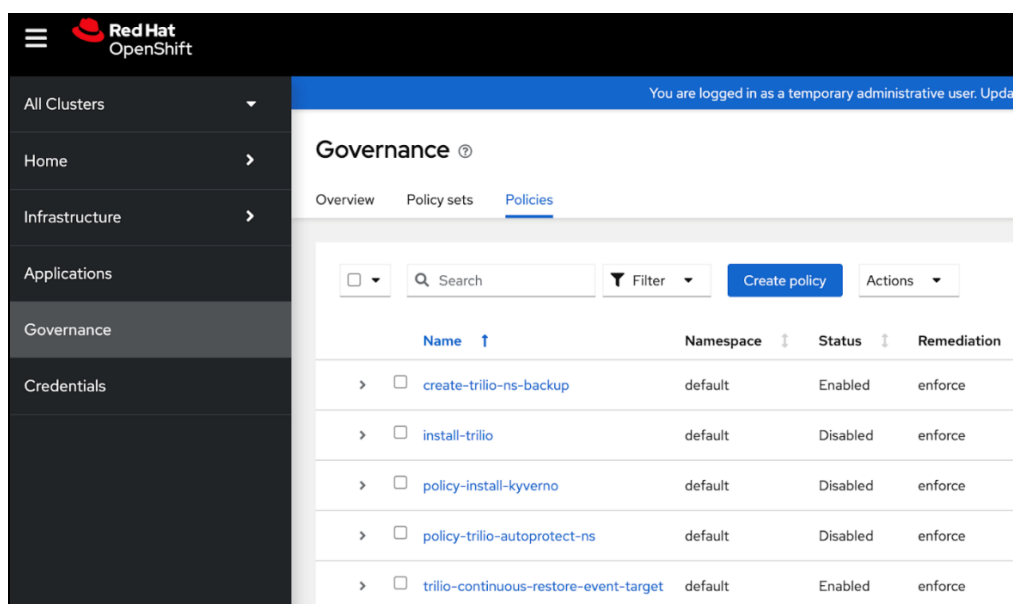 Red Hat
OpenShift
All Clusters
Home
Infrastructure
Applications
Governance
Credentials
You are logged in as a temporary administrative user. Upda
Governance
Overview Policy sets Policies
Search Filter Create policy Actions
Name Namespace Status Remediation
create-trilio-ns-backup default Enabled enforce
install-trilio default Disabled enforce
policy-install-kyverno default Disabled enforce
policy-trilio-autoprotect-ns default Disabled enforce
trilio-continuous-restore-event-target default Enabled enforce